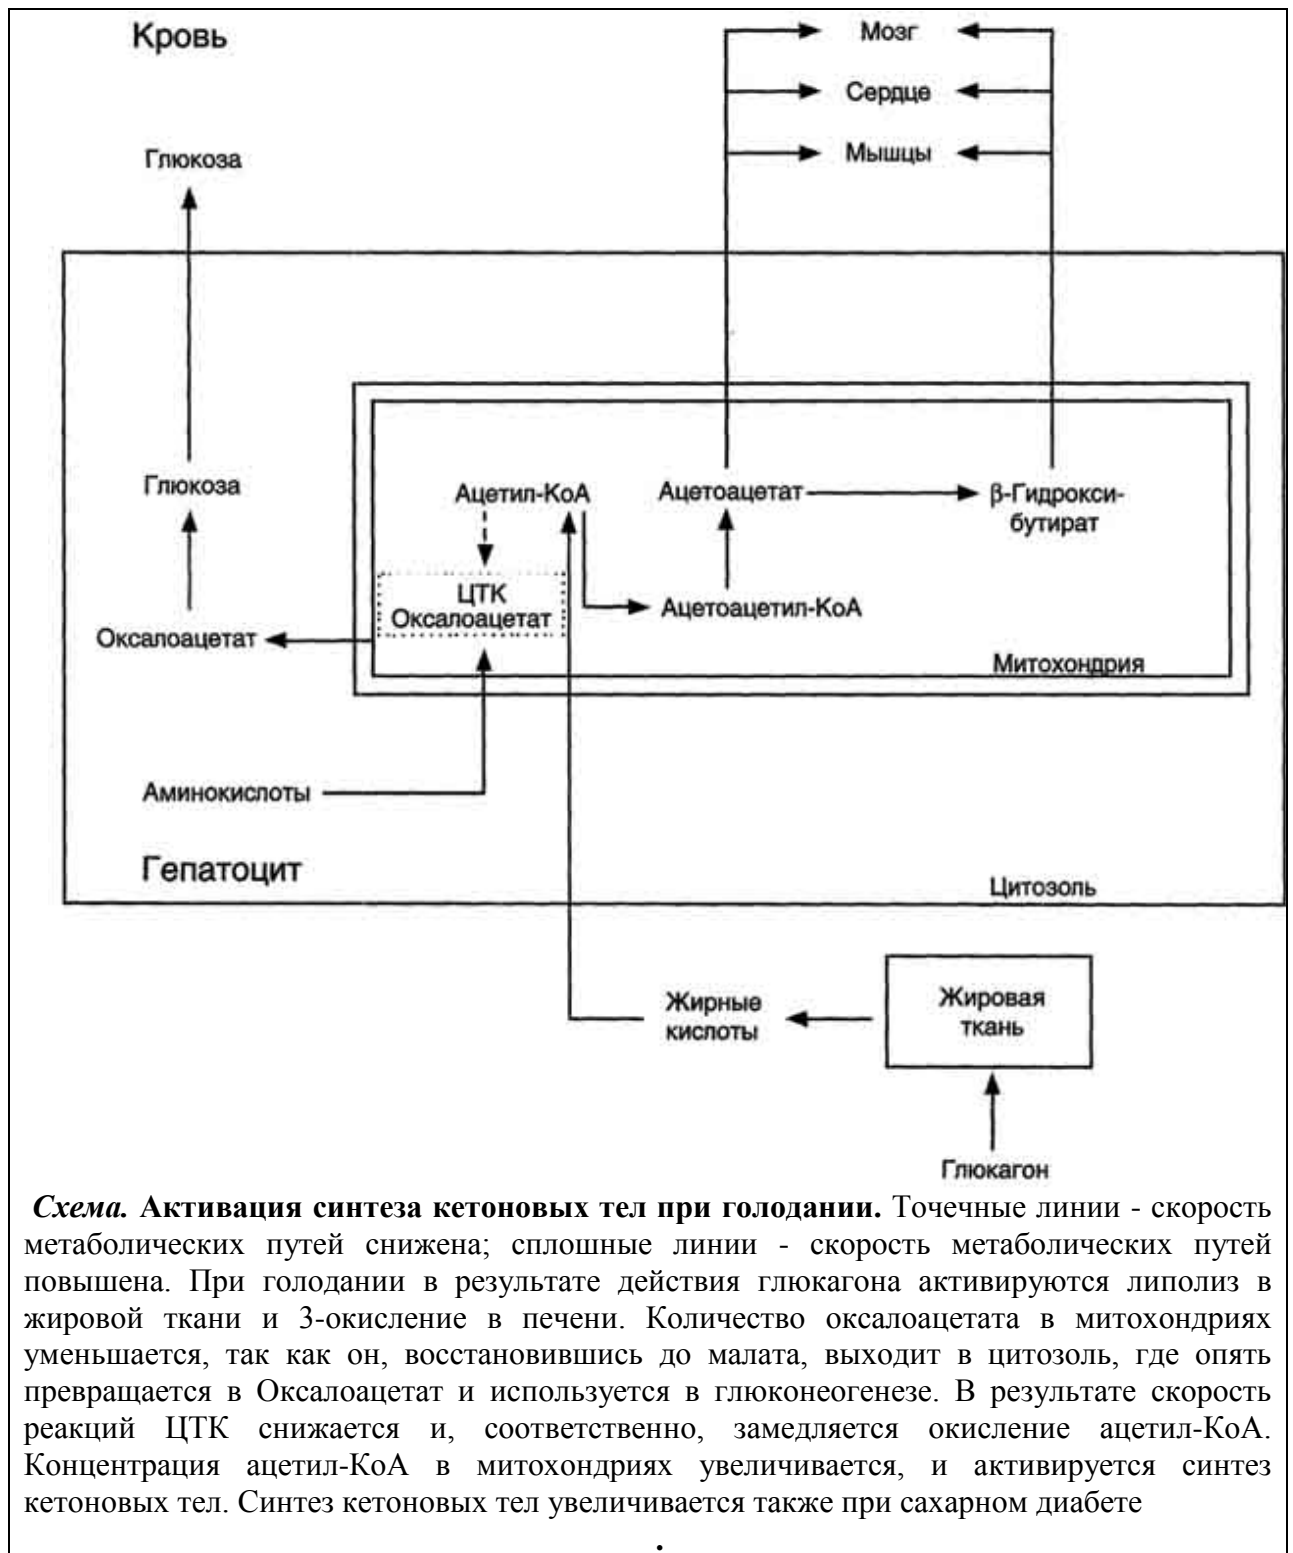 Кровь
Мозг
Сердце
Мышцы
Глюкоза
Глюкоза
Ацетил-КоА
Ацетоацетат
β-Гидрокси-
бутират
ЦТК
Оксалоацетат
Ацетоацетил-КоА
Оксалоацетат
Митохондрия
Аминокислоты
Гепатоцит
Цитозоль
Жирные
кислоты
Жировая
ткань
Глюкагон
Схема. Активация синтеза кетоновых тел при голодании. Точечные линии - скорость
метаболических путей снижена; сплошные линии - скорость метаболических путей
повышена. При голодании в результате действия глюкагона активируются липолиз в
жировой ткани и 3-окисление в печени. Количество оксалоацетата в митохондриях
уменьшается, так как он, восстановившись до малата, выходит в цитозоль, где опять
превращается в Оксалоацетат и используется в глюконеогенезе. В результате скорость
реакций ЦТК снижается и, соответственно, замедляется окисление ацетил-КоА.
Концентрация ацетил-КоА в митохондриях увеличивается, и активируется синтез
кетоновых тел. Синтез кетоновых тел увеличивается также при сахарном диабете
.